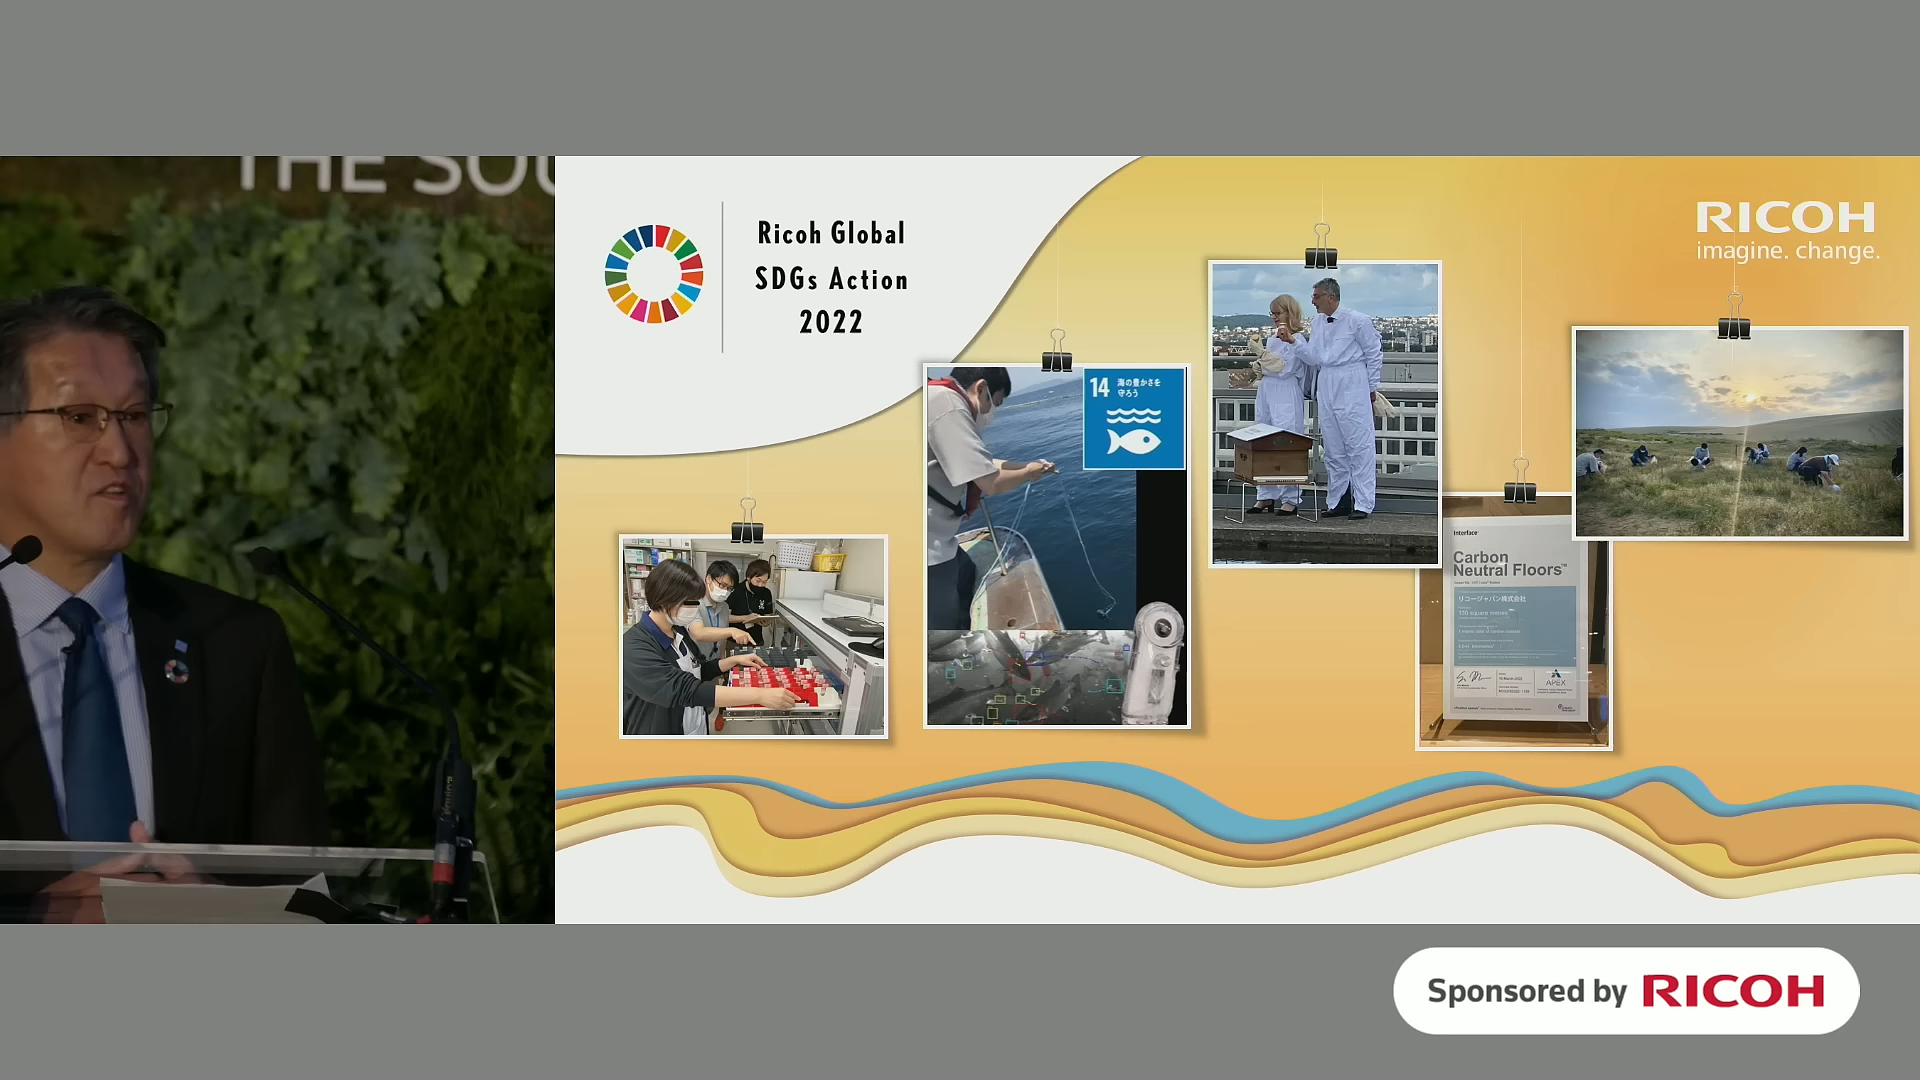 THE SOU
Ricoh Global
SDGs Action
2022
RICOH
imagine. change.
14 海の豊かさを
守ろう
Interface
Carbon
Neutral Floors™
リコージャパン株式会社
APEX
Sponsored by RICOH